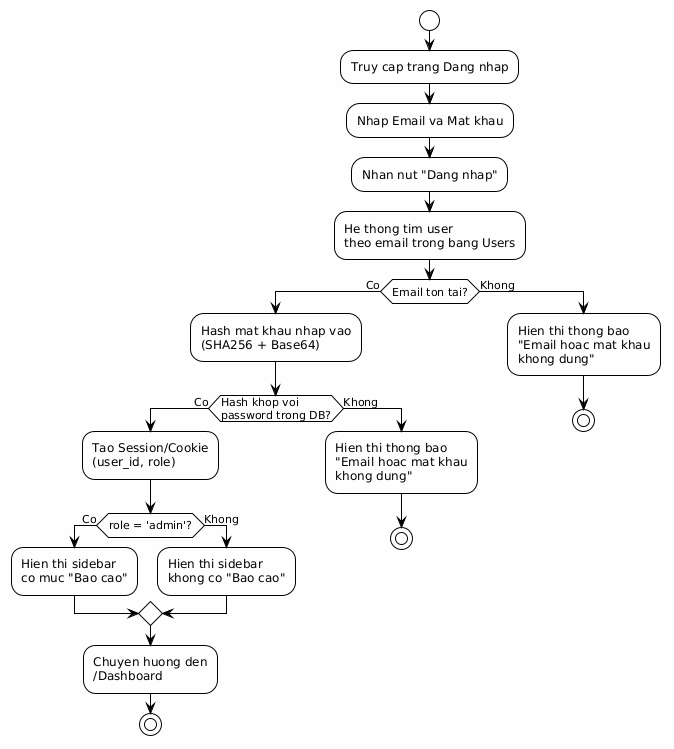 Truy cap trang Dang nhap
Nhap Email va Mat khau
Nhan nut "Dang nhap"
He thong tim user
theo email trong bang Users
Co
Email ton tai?
Khong
Hash mat khau nhap vao
(SHA256 + Base64)
Hien thi thong bao
"Email hoac mat khau
khong dung"
Co
Hash khop voi
password trong DB?
Khong
Tao Session/Cookie
(user_id, role)
Hien thi thong bao
"Email hoac mat khau
khong dung"
Co
role = 'admin'?
Khong
Hien thi sidebar
co muc "Bao cao"
Hien thi sidebar
khong co "Bao cao"
Chuyen huong den
/Dashboard